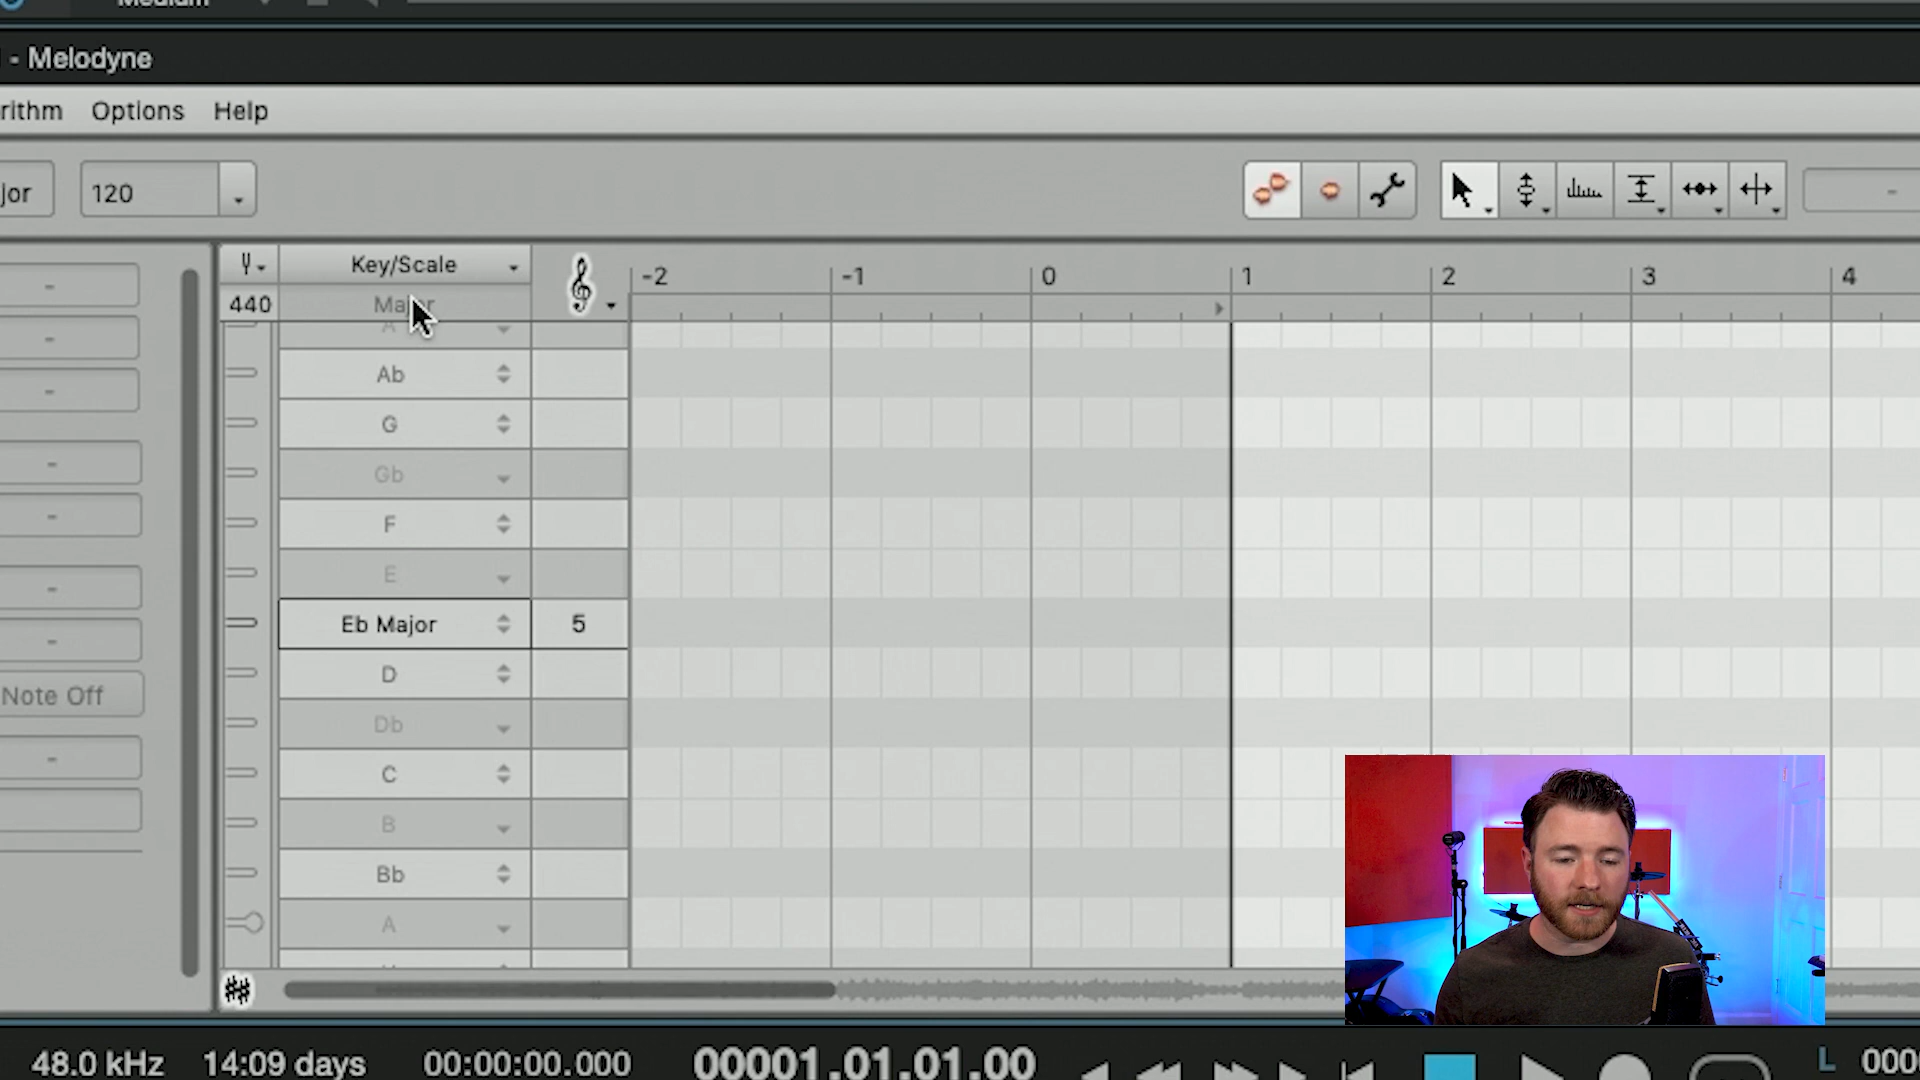 Medium
- Melodyne
rithm Options Help
jor 120 -
Key/Scale
440 Major
-2 -1 0 1 2 3 4
A
Ab
G
Gb
F
E
Eb Major 5
D
Db
C
B
Bb
A
-
-
-
-
-
-
-
Note Off
-
48.0 kHz 14:09 days 00:00:00.000 00001.01.01.00 L 000